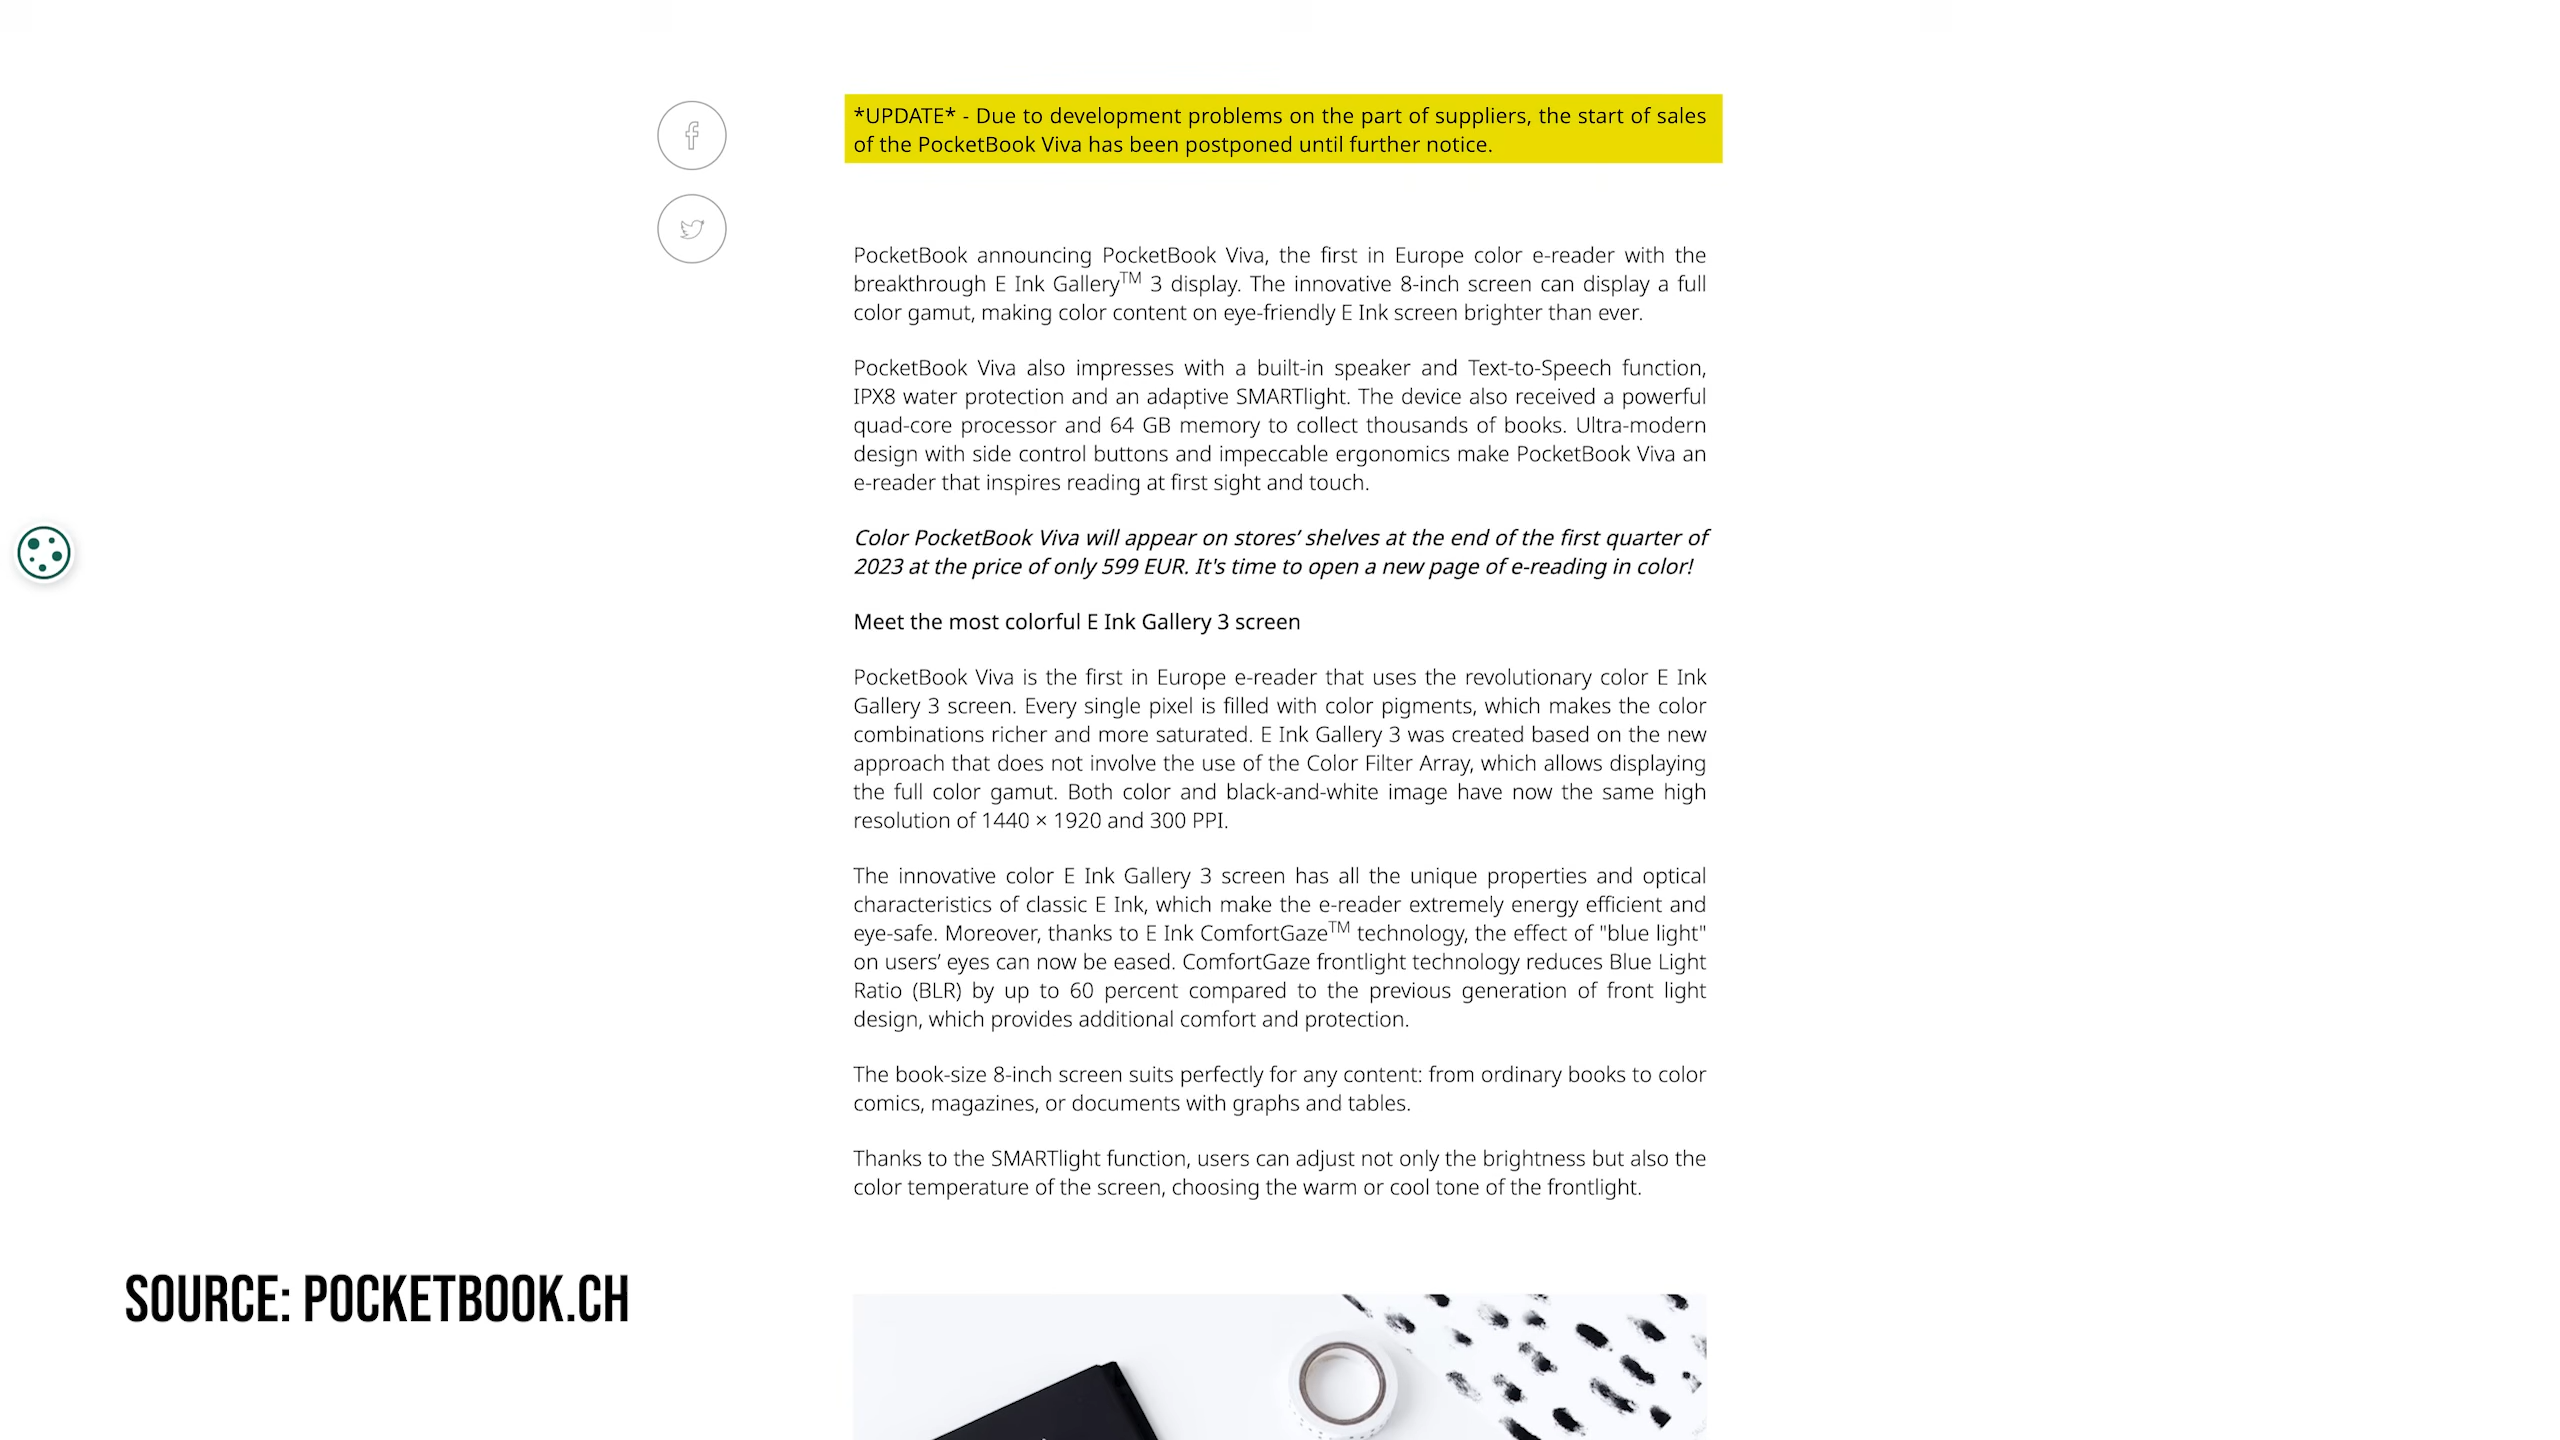 *UPDATE* - Due to development problems on the part of suppliers, the start of sales
of the PocketBook Viva has been postponed until further notice.
PocketBook announcing PocketBook Viva, the first in Europe color e-reader with the
breakthrough E Ink Gallery™ 3 display. The innovative 8-inch screen can display a full
color gamut, making color content on eye-friendly E Ink screen brighter than ever.
PocketBook Viva also impresses with a built-in speaker and Text-to-Speech function,
IPX8 water protection and an adaptive SMARTlight. The device also received a powerful
quad-core processor and 64 GB memory to collect thousands of books. Ultra-modern
design with side control buttons and impeccable ergonomics make PocketBook Viva an
e-reader that inspires reading at first sight and touch.
Color PocketBook Viva will appear on stores’ shelves at the end of the first quarter of
2023 at the price of only 599 EUR. It's time to open a new page of e-reading in color!
Meet the most colorful E Ink Gallery 3 screen
PocketBook Viva is the first in Europe e-reader that uses the revolutionary color E Ink
Gallery 3 screen. Every single pixel is filled with color pigments, which makes the color
combinations richer and more saturated. E Ink Gallery 3 was created based on the new
approach that does not involve the use of the Color Filter Array, which allows displaying
the full color gamut. Both color and black-and-white image have now the same high
resolution of 1440 × 1920 and 300 PPI.
The innovative color E Ink Gallery 3 screen has all the unique properties and optical
characteristics of classic E Ink, which make the e-reader extremely energy efficient and
eye-safe. Moreover, thanks to E Ink ComfortGaze™ technology, the effect of "blue light"
on users’ eyes can now be eased. ComfortGaze frontlight technology reduces Blue Light
Ratio (BLR) by up to 60 percent compared to the previous generation of front light
design, which provides additional comfort and protection.
The book-size 8-inch screen suits perfectly for any content: from ordinary books to color
comics, magazines, or documents with graphs and tables.
Thanks to the SMARTlight function, users can adjust not only the brightness but also the
color temperature of the screen, choosing the warm or cool tone of the frontlight.
SOURCE: POCKETBOOK.CH